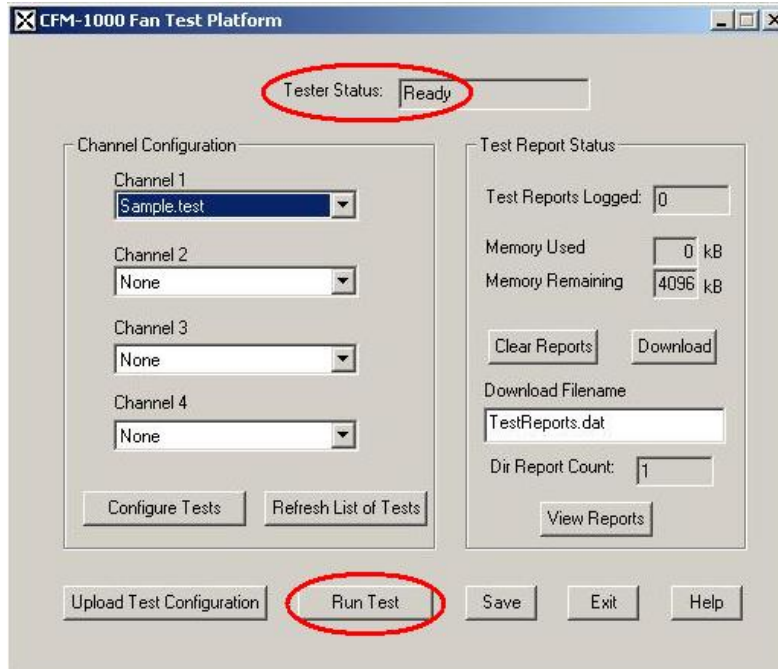 CFM-1000 Fan Test Platform
Tester Status: Ready
Channel Configuration
Channel 1
Sample.test
Channel 2
None
Channel 3
None
Channel 4
None
Configure Tests
Refresh List of Tests
Test Report Status
Test Reports Logged: 0
Memory Used 0 kB
Memory Remaining 4096 kB
Clear Reports
Download
Download Filename
TestReports.dat
Dir Report Count: 1
View Reports
Upload Test Configuration
Run Test
Save
Exit
Help